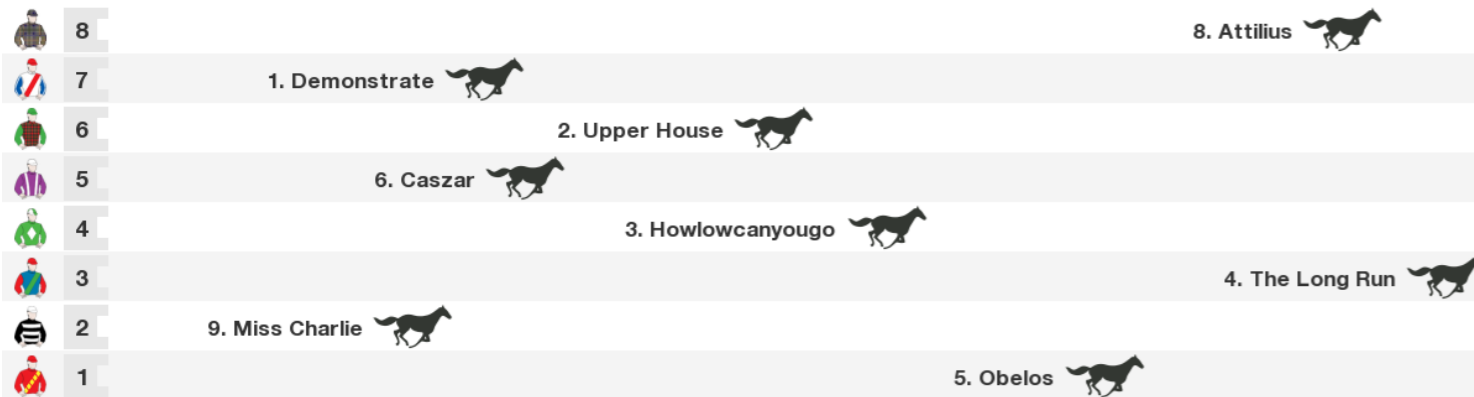 8 8. Attilius
7 1. Demonstrate
6 2. Upper House
5 6. Caszar
4 3. Howlowcanyougo
3 4. The Long Run
2 9. Miss Charlie
1 5. Obelos